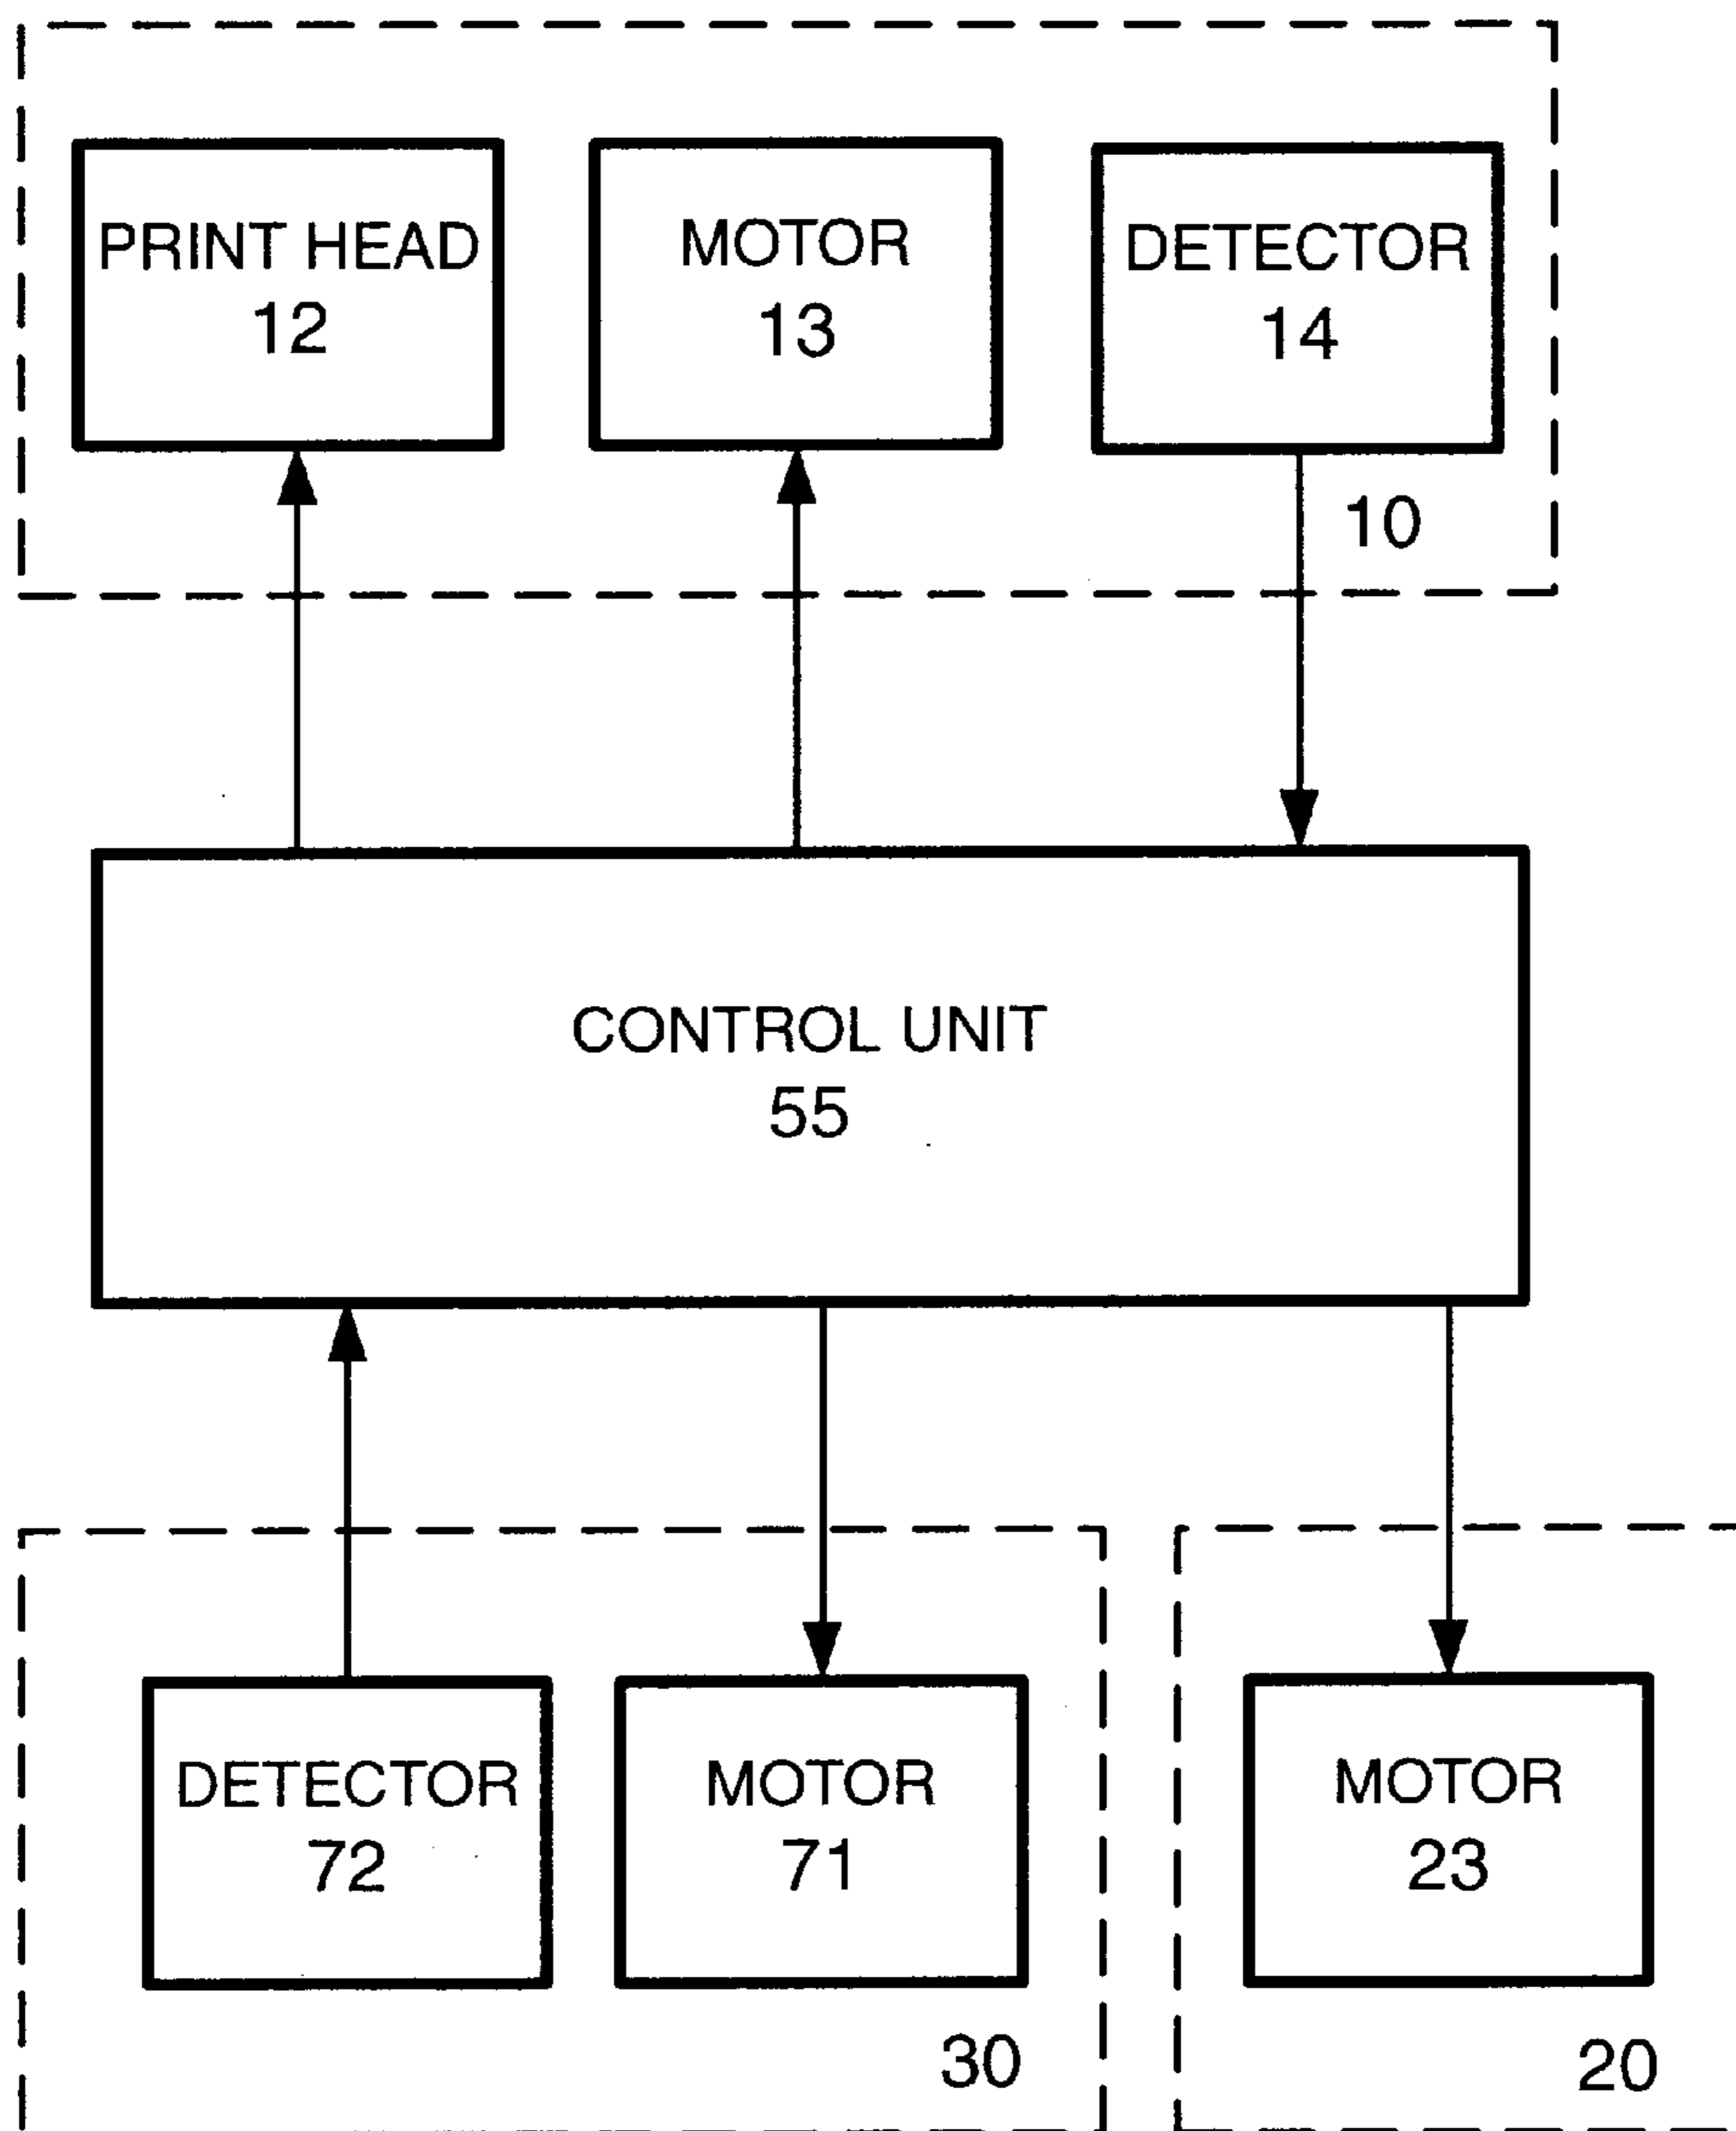 PRINT HEAD
12
MOTOR
13
DETECTOR
14
10
CONTROL UNIT
55
DETECTOR
72
MOTOR
71
MOTOR
23
30
20